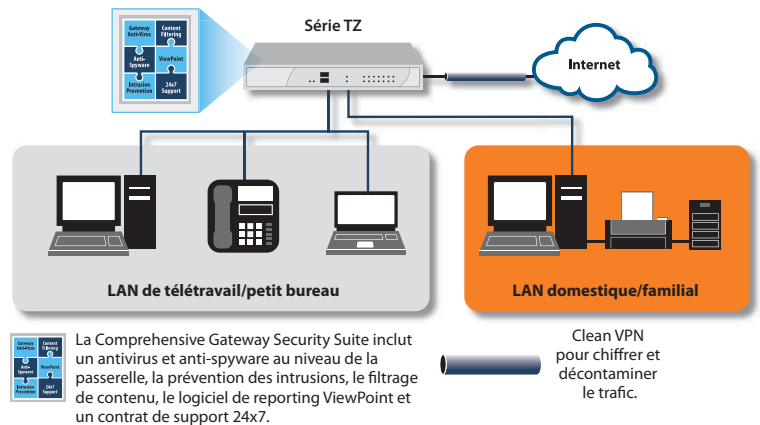 Gateway Anti-Virus
Content Filtering
Anti-Spyware
ViewPoint
Intrusion Prevention
24x7 Support
Série TZ
Internet
LAN de télétravail/petit bureau
LAN domestique/familial
Gateway Anti-Virus
Content Filtering
Anti-Spyware
ViewPoint
Intrusion Prevention
24x7 Support
La Comprehensive Gateway Security Suite inclut
un antivirus et anti-spyware au niveau de la
passerelle, la prévention des intrusions, le filtrage
de contenu, le logiciel de reporting ViewPoint et
un contrat de support 24x7.
Clean VPN
pour chiffrer et
décontaminer
le trafic.